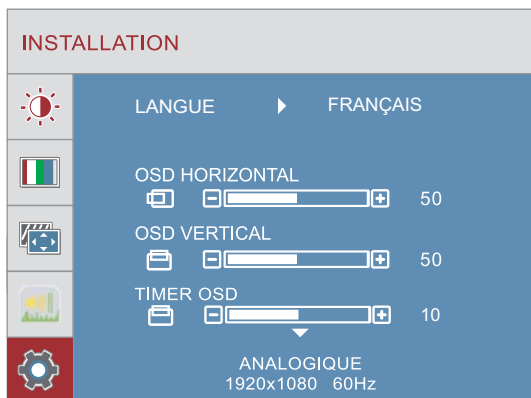 INSTALLATION
LANGUE FRANÇAIS
OSD HORIZONTAL
50
OSD VERTICAL
50
TIMER OSD
10
ANALOGIQUE
1920x1080 60Hz